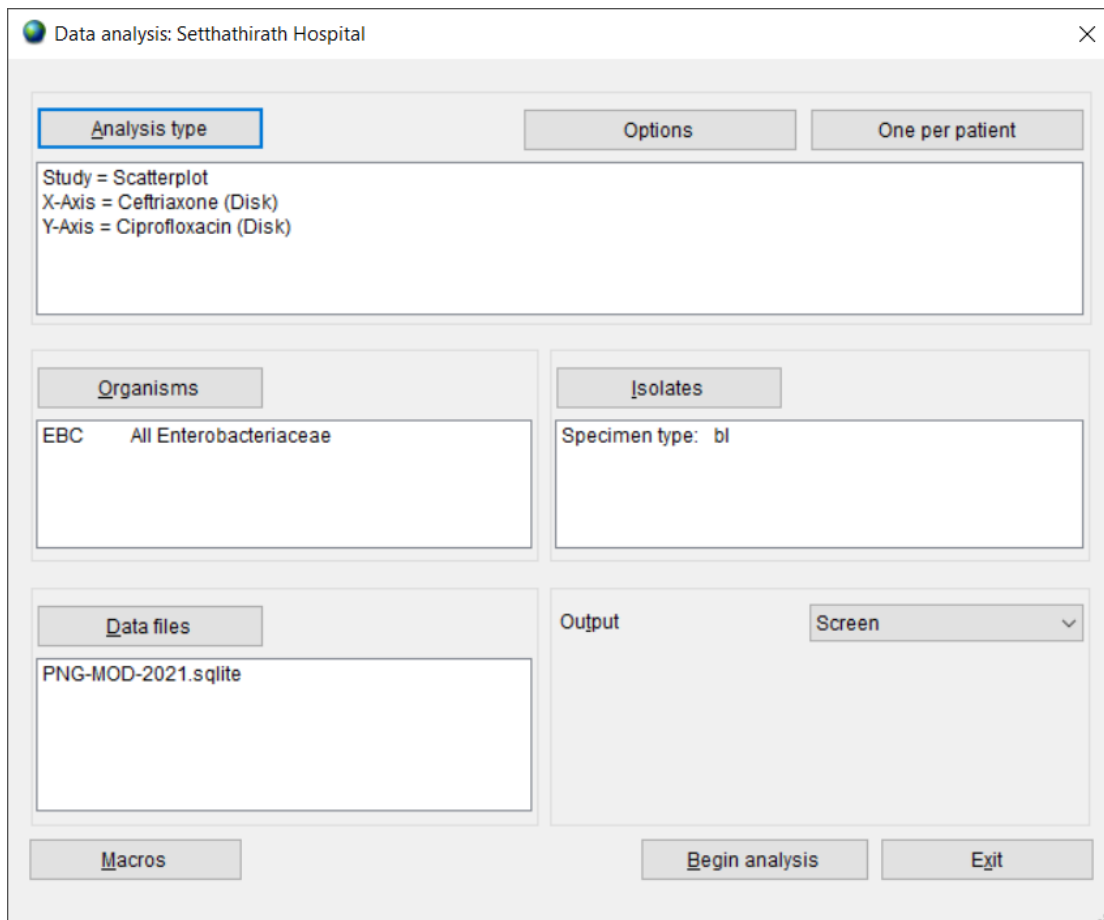 Data analysis: Setthathirath Hospital
Analysis type
Options
One per patient
Study = Scatterplot
X-Axis = Ceftriaxone (Disk)
Y-Axis = Ciprofloxacin (Disk)
Organisms
EBC All Enterobacteriaceae
Isolates
Specimen type: bl
Data files
PNG-MOD-2021.sqlite
Output
Screen
Macros
Begin analysis
Exit